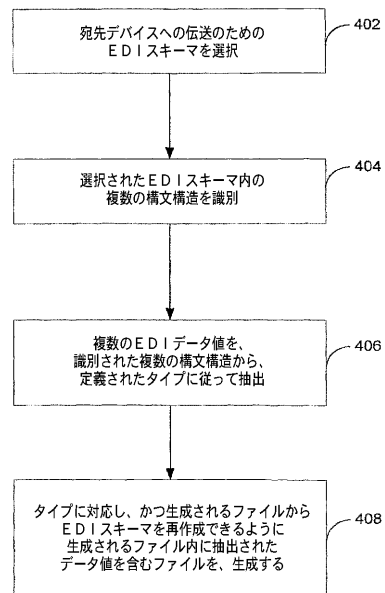 宛先デバイスへの伝送のための
ＥＤＩスキーマを選択
402
選択されたＥＤＩスキーマ内の
複数の構文構造を識別
404
複数のＥＤＩデータ値を、
識別された複数の構文構造から、
定義されたタイプに従って抽出
406
タイプに対応し、かつ生成されるファイルから
ＥＤＩスキーマを再作成できるように
生成されるファイル内に抽出された
データ値を含むファイルを、生成する
408